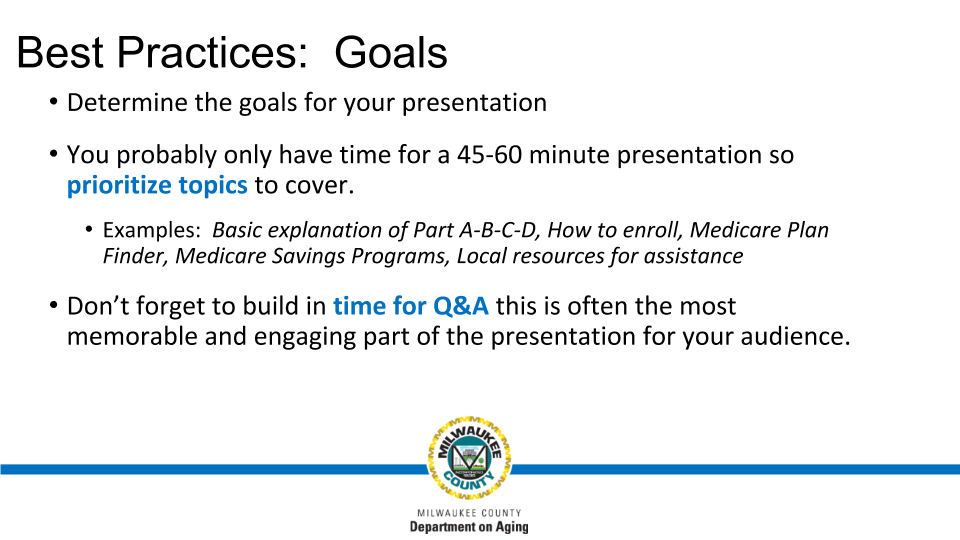 Best Practices:  Goals
• Determine the goals for your presentation
• You probably only have time for a 45-60 minute presentation so
prioritize topics to cover.
• Examples:  Basic explanation of Part A-B-C-D, How to enroll, Medicare Plan
Finder, Medicare Savings Programs, Local resources for assistance
• Don’t forget to build in time for Q&A this is often the most
memorable and engaging part of the presentation for your audience.
MILWAUKEE
COUNTY
MILWAUKEE COUNTY
Department on Aging